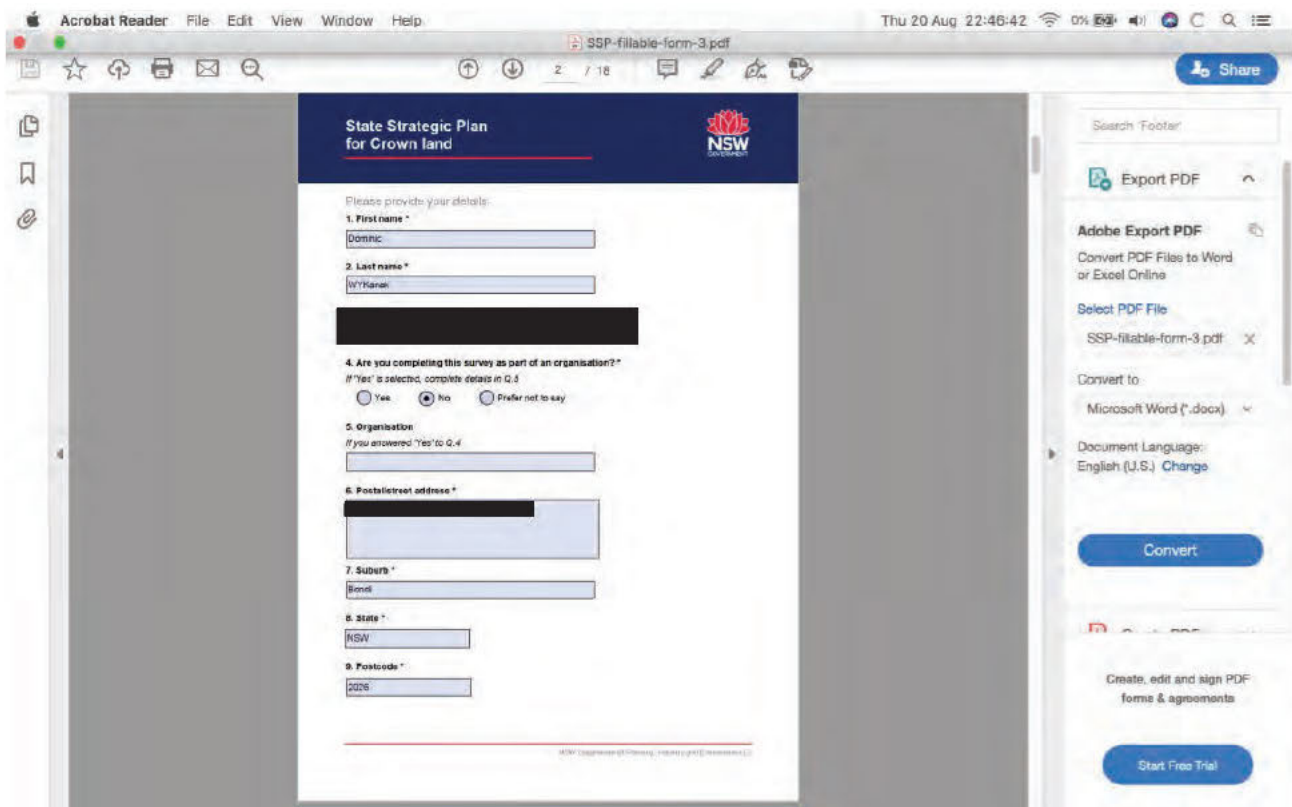 Acrobat Reader File Edit View Window Help Thu 20 Aug 22:46:42 0%
SSP-fillable-form-3.pdf
2 / 18 Share
State Strategic Plan
for Crown land
NSW
GOVERNMENT
Please provide your details
1. First name *
Dominic
2. Last name *
WYKanak
4. Are you completing this survey as part of an organisation? *
If "Yes" is selected, complete details in Q.5
Yes No Prefer not to say
5. Organisation
If you answered "Yes" to Q.4
6. Postal/street address *
7. Suburb *
Bondi
8. State *
NSW
9. Postcode *
2026
Search 'Footer'
Export PDF
Adobe Export PDF
Convert PDF Files to Word
or Excel Online
Select PDF File
SSP-fillable-form-3.pdf
Convert to
Microsoft Word (*.docx)
Document Language:
English (U.S.) Change
Convert
Create, edit and sign PDF
forms & agreements
Start Free Trial